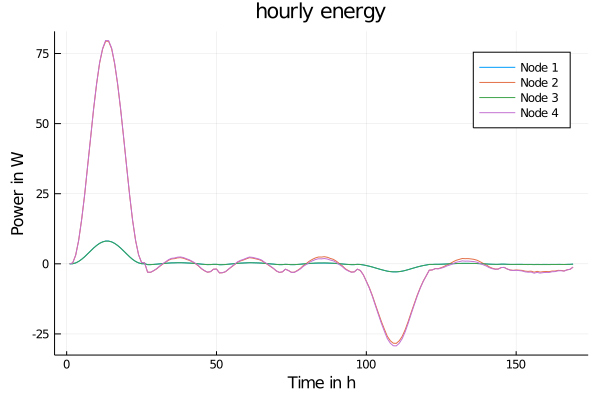 hourly energy
Power in W
75
50
25
0
-25
0
50
100
150
Time in h
Node 1
Node 2
Node 3
Node 4